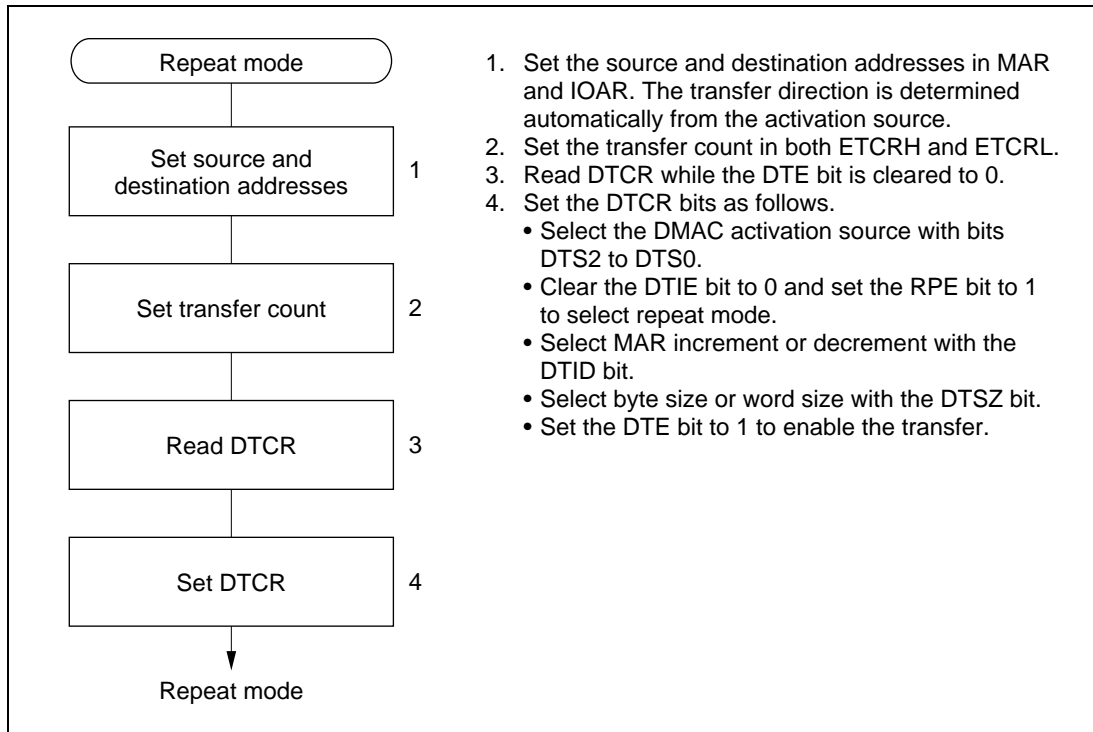 Repeat mode
Set source and
destination addresses
1
Set transfer count
2
Read DTCR
3
Set DTCR
4
Repeat mode
1. Set the source and destination addresses in MAR
and IOAR. The transfer direction is determined
automatically from the activation source.
2. Set the transfer count in both ETCRH and ETCRL.
3. Read DTCR while the DTE bit is cleared to 0.
4. Set the DTCR bits as follows.
• Select the DMAC activation source with bits
DTS2 to DTS0.
• Clear the DTIE bit to 0 and set the RPE bit to 1
to select repeat mode.
• Select MAR increment or decrement with the
DTID bit.
• Select byte size or word size with the DTSZ bit.
• Set the DTE bit to 1 to enable the transfer.